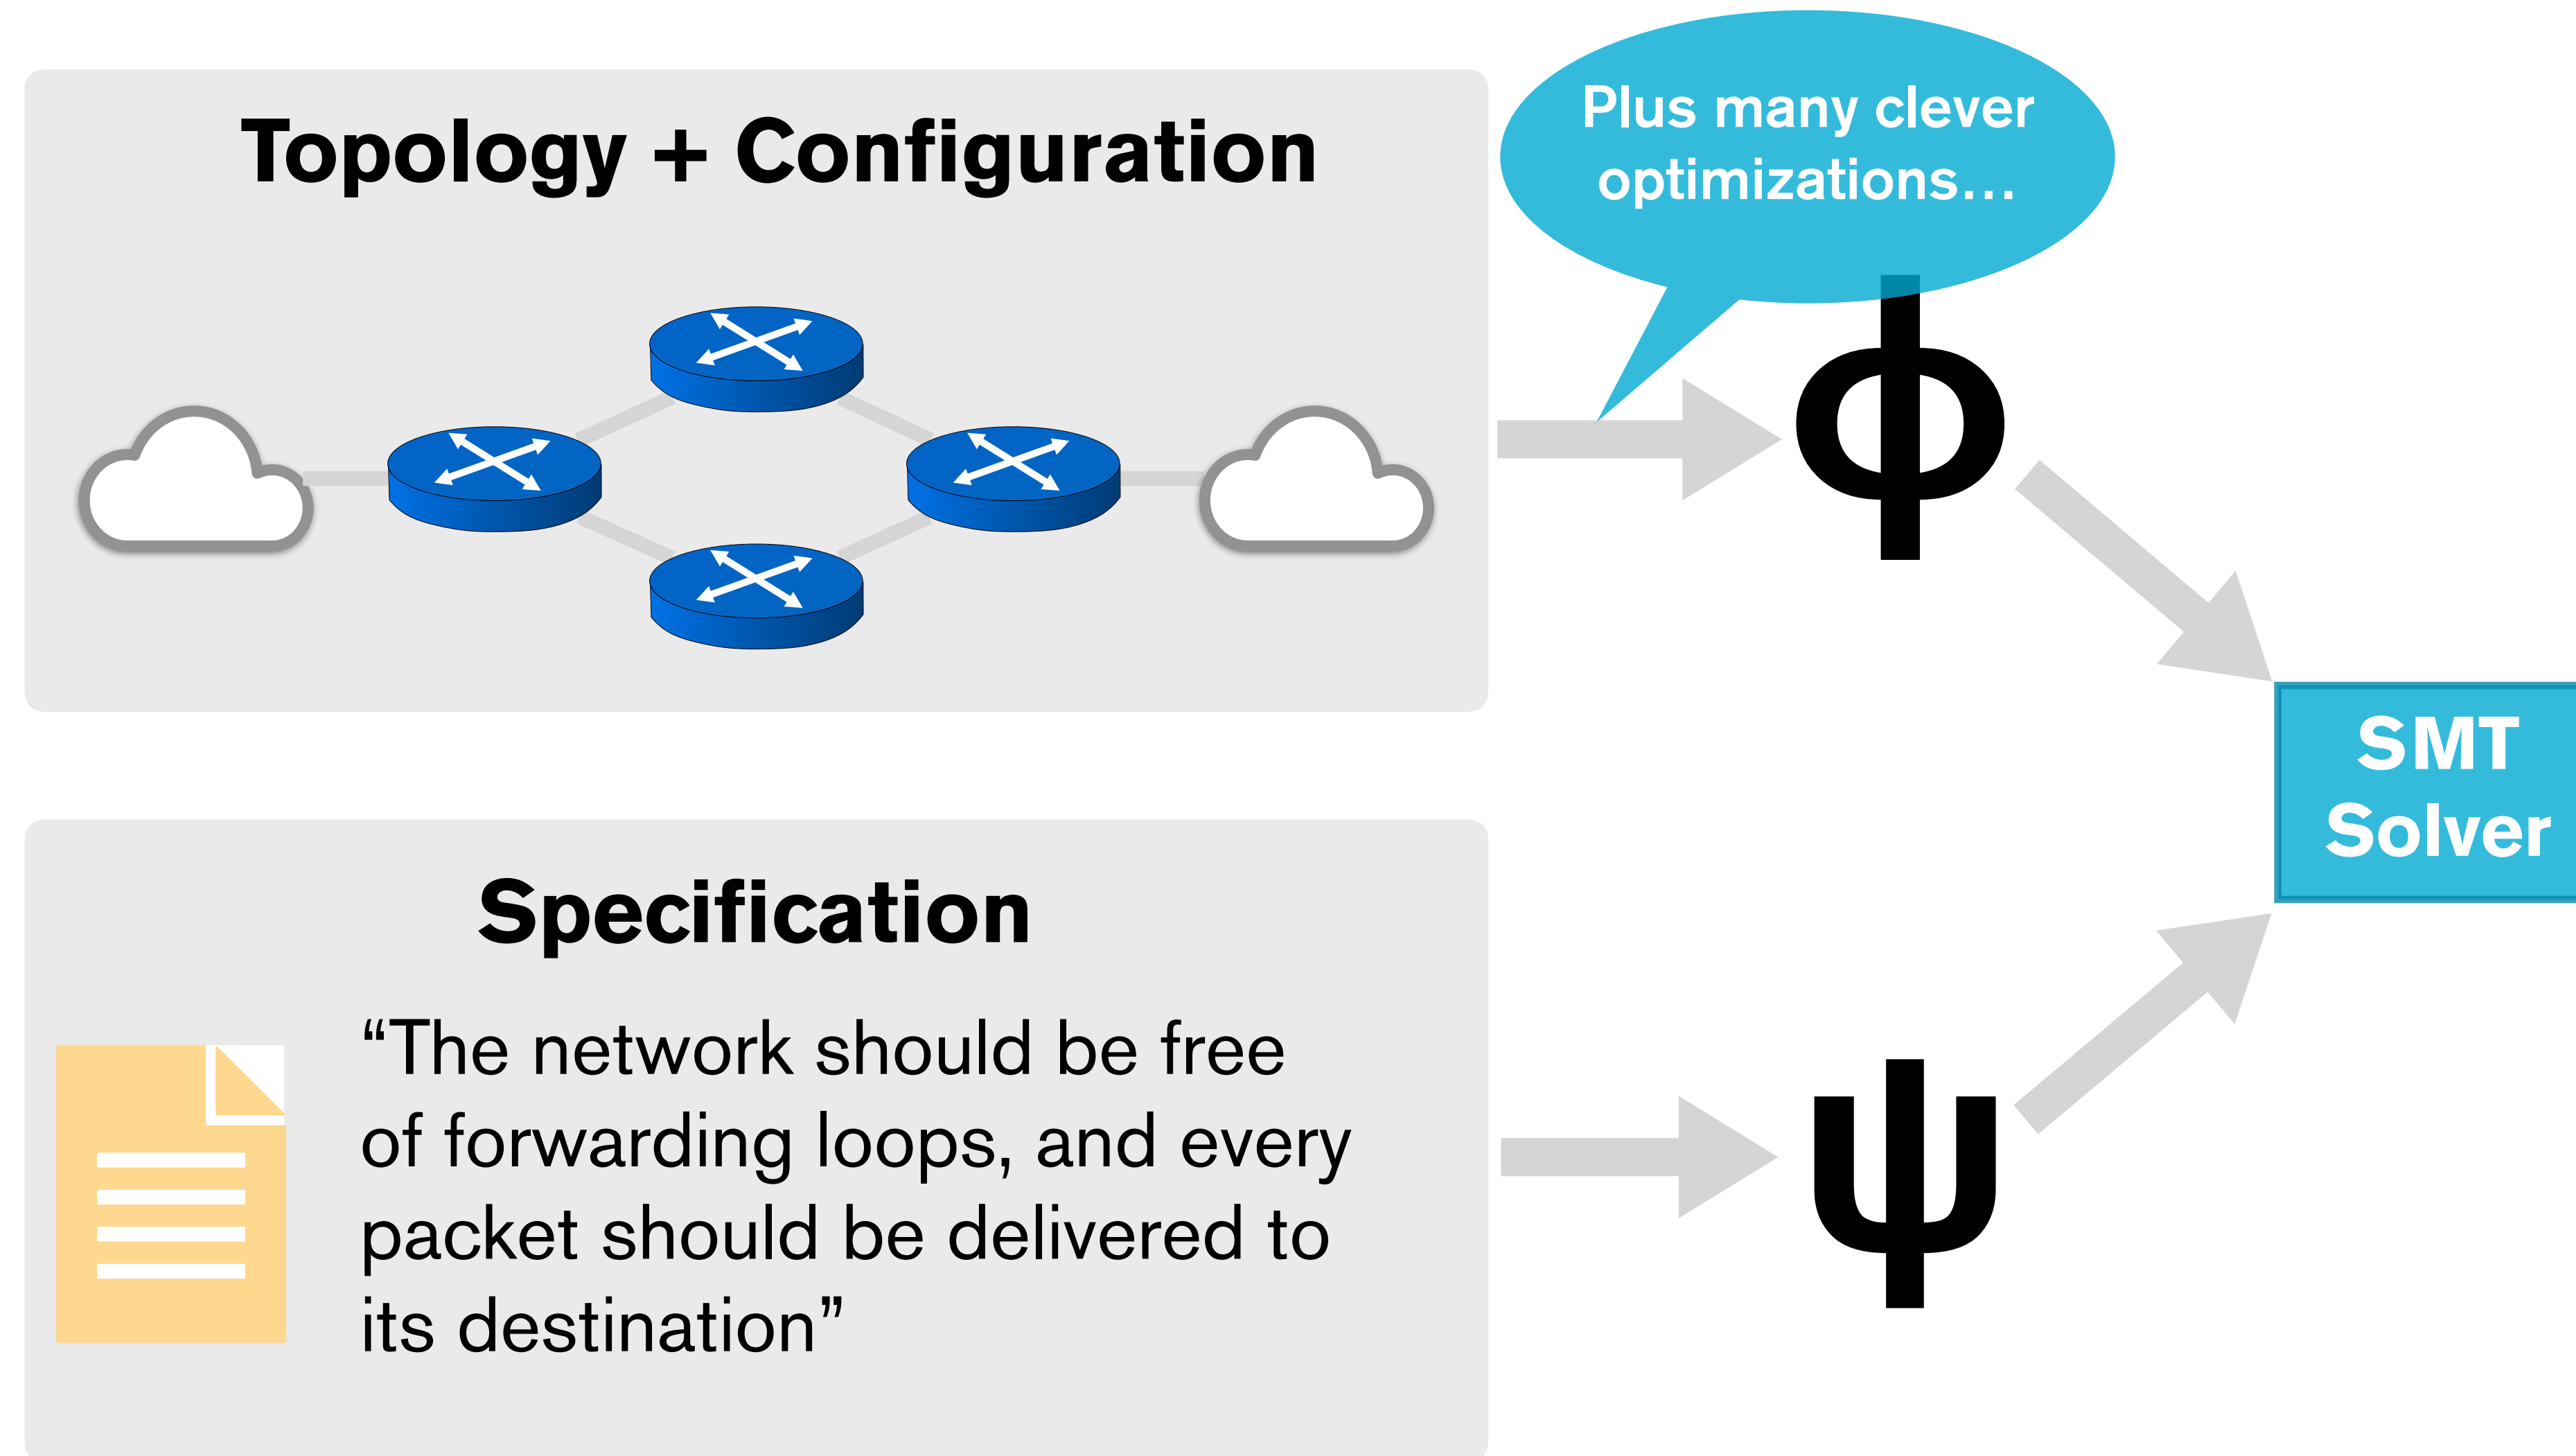 Topology + Configuration
Plus many clever
optimizations…
ϕ
SMT
Solver
Specification
“The network should be free
of forwarding loops, and every
packet should be delivered to
its destination”
ψ